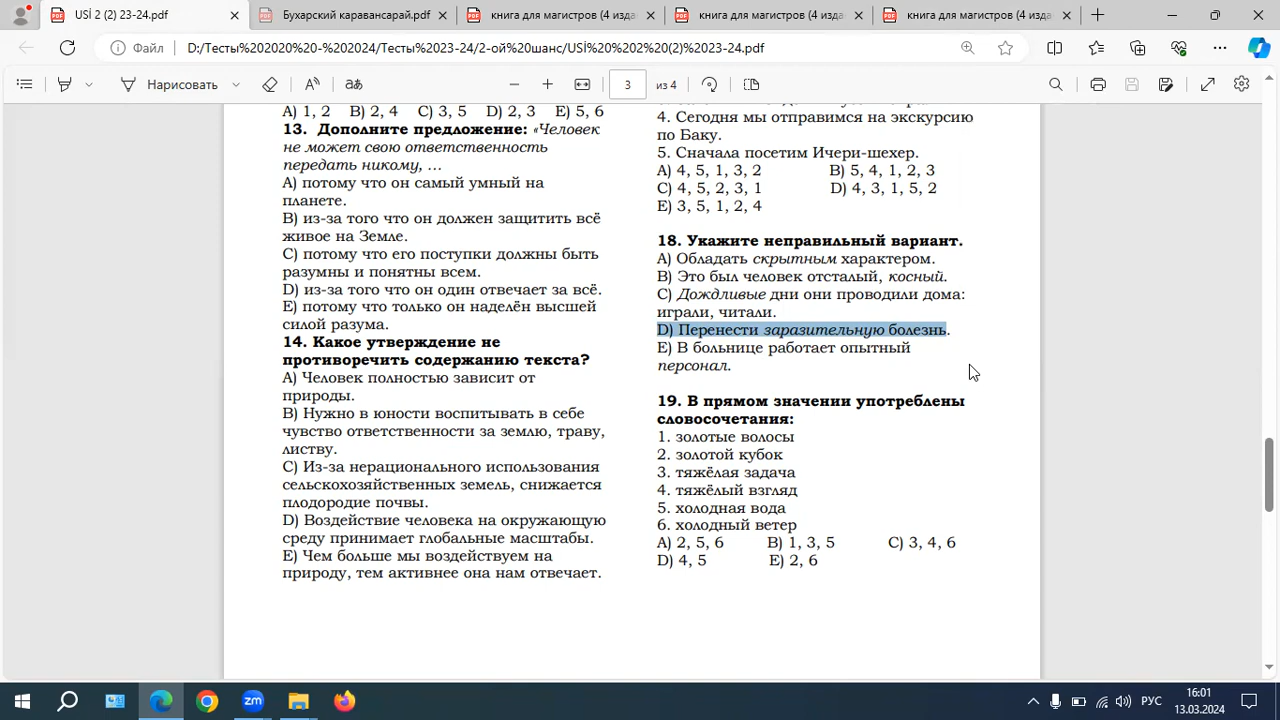 USİ 2 (2) 23-24.pdf
Бухарский каравансарай.pdf
книга для магистров (4 изда
книга для магистров (4 изда
книга для магистров (4 изда
Файл
D:/Тесты%202020%20-%202024/Тесты%2023-24/2-ой%20шанс/USİ%20%202%20(2)%2023-24.pdf
Нарисовать
3 из 4
A) 1, 2 B) 2, 4 C) 3, 5 D) 2, 3 E) 5, 6
13. Дополните предложение: «Человек
не может свою ответственность
передать никому, …
A) потому что он самый умный на
планете.
B) из-за того что он должен защитить всё
живое на Земле.
C) потому что его поступки должны быть
разумны и понятны всем.
D) из-за того что он один отвечает за всё.
E) потому что только он наделён высшей
силой разума.
14. Какое утверждение не
противоречить содержанию текста?
A) Человек полностью зависит от
природы.
B) Нужно в юности воспитывать в себе
чувство ответственности за землю, траву,
листву.
C) Из-за нерационального использования
сельскохозяйственных земель, снижается
плодородие почвы.
D) Воздействие человека на окружающую
среду принимает глобальные масштабы.
E) Чем больше мы воздействуем на
природу, тем активнее она нам отвечает.
4. Сегодня мы отправимся на экскурсию
по Баку.
5. Сначала посетим Ичери-шехер.
A) 4, 5, 1, 3, 2 B) 5, 4, 1, 2, 3
C) 4, 5, 2, 3, 1 D) 4, 3, 1, 5, 2
E) 3, 5, 1, 2, 4
18. Укажите неправильный вариант.
A) Обладать скрытным характером.
B) Это был человек отсталый, косный.
C) Дождливые дни они проводили дома:
играли, читали.
D) Перенести заразительную болезнь.
E) В больнице работает опытный
персонал.
19. В прямом значении употреблены
словосочетания:
1. золотые волосы
2. золотой кубок
3. тяжёлая задача
4. тяжёлый взгляд
5. холодная вода
6. холодный ветер
A) 2, 5, 6 B) 1, 3, 5 C) 3, 4, 6
D) 4, 5 E) 2, 6
zm
РУС
16:01
13.03.2024